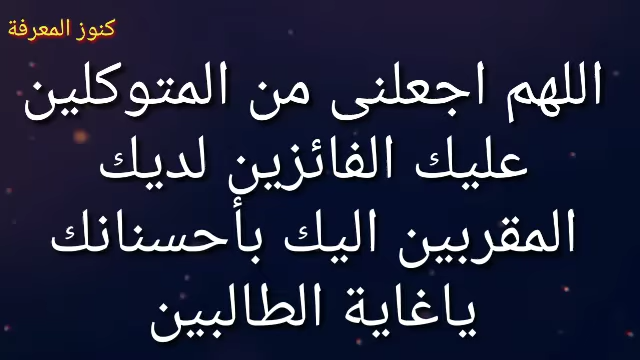 كنوز المعرفة
اللهم اجعلنى من المتوكلين
عليك الفائزين لديك
المقربين اليك بأحسنانك
ياغاية الطالبين